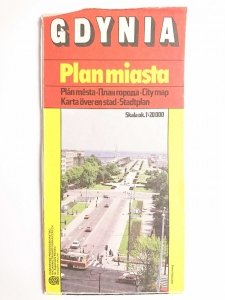 GDYNIA
Plan miasta
Plán města-План города-City map
Karta över en stad-Stadtplan
Skala ok. 1:20 000